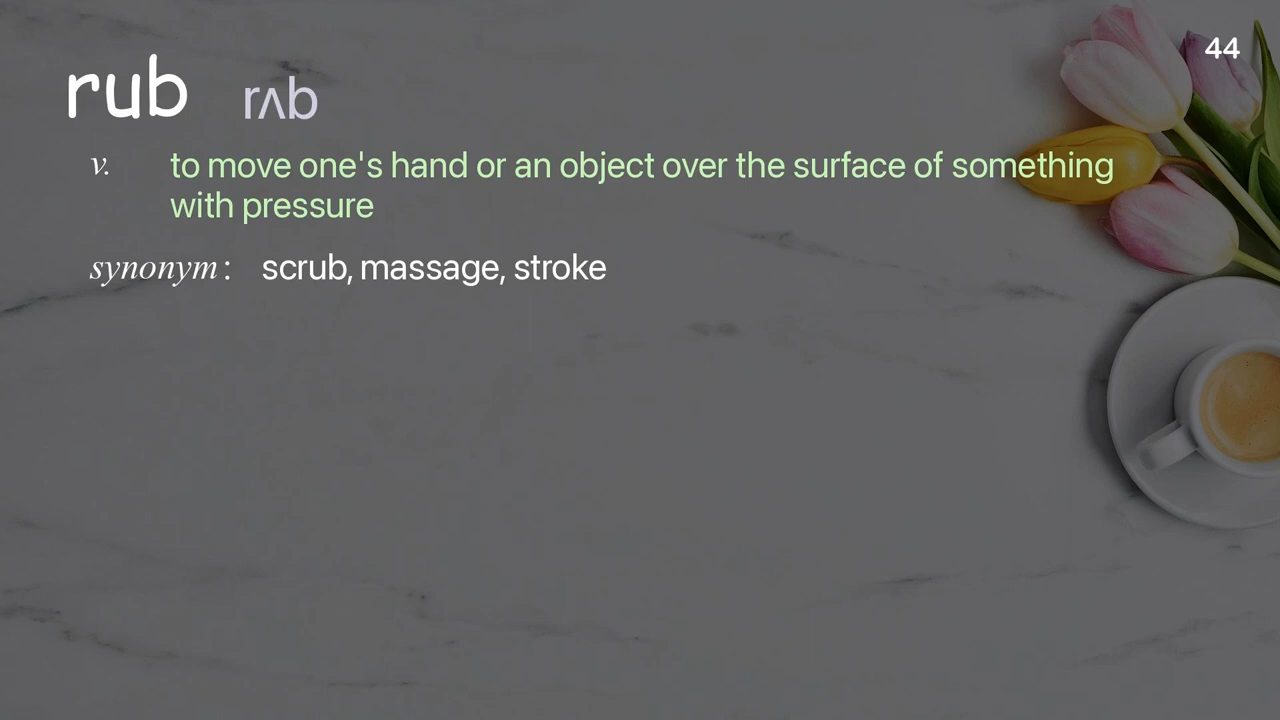 44
rub rʌb
v. to move one's hand or an object over the surface of something
with pressure
synonym : scrub, massage, stroke